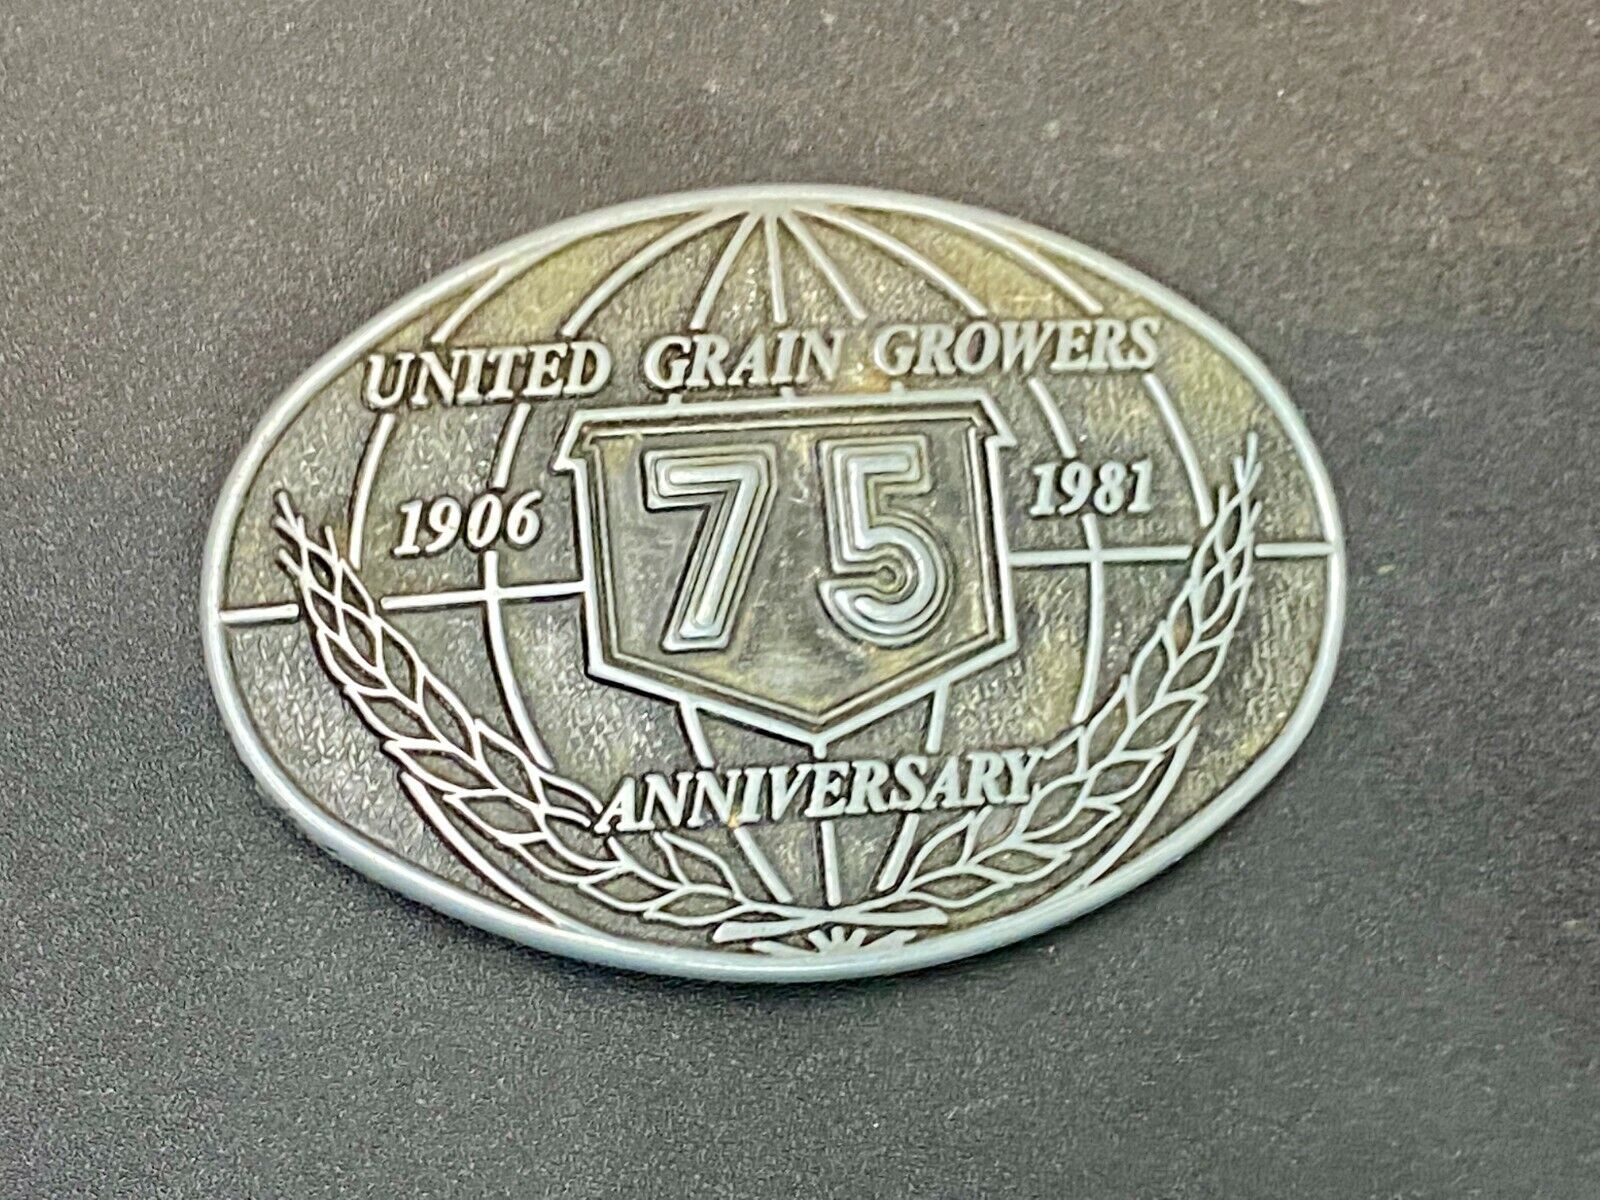 UNITED GRAIN GROWERS
1906 75 1981
ANNIVERSARY